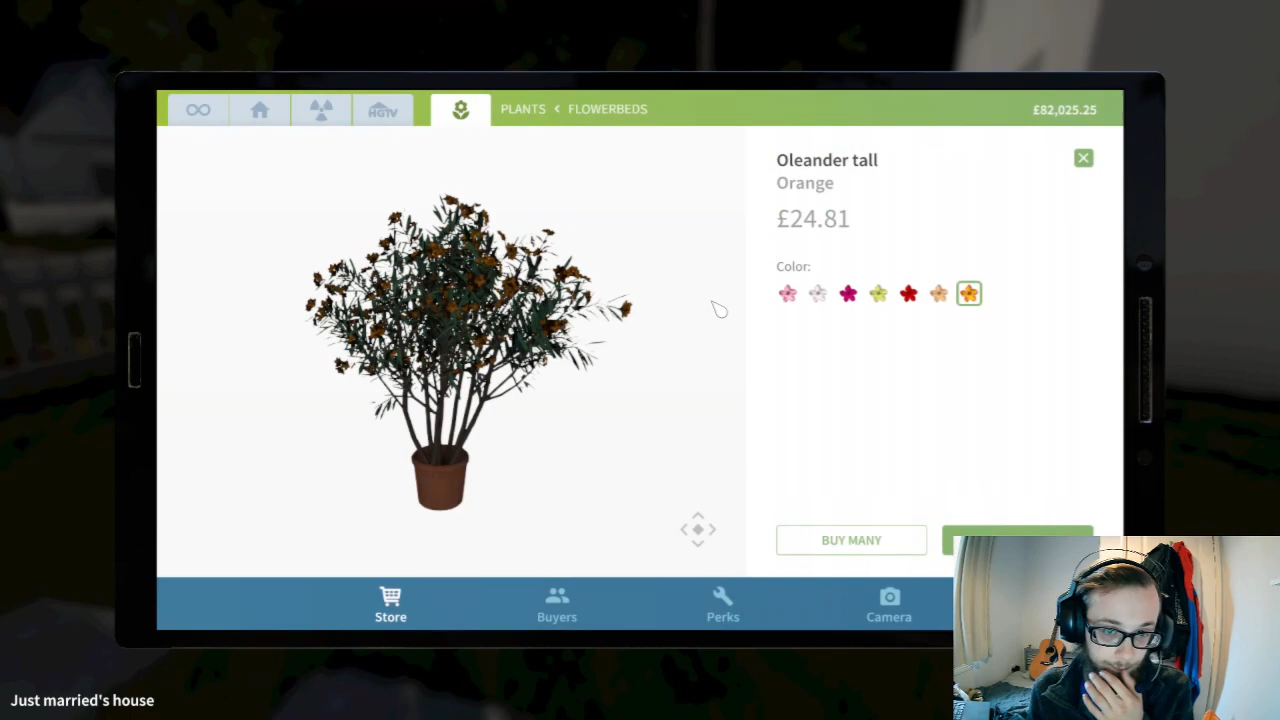 HGTV
PLANTS < FLOWERBEDS
£82,025.25
Oleander tall
Orange
£24.81
Color:
BUY MANY
Store
Buyers
Perks
Camera
Just married's house